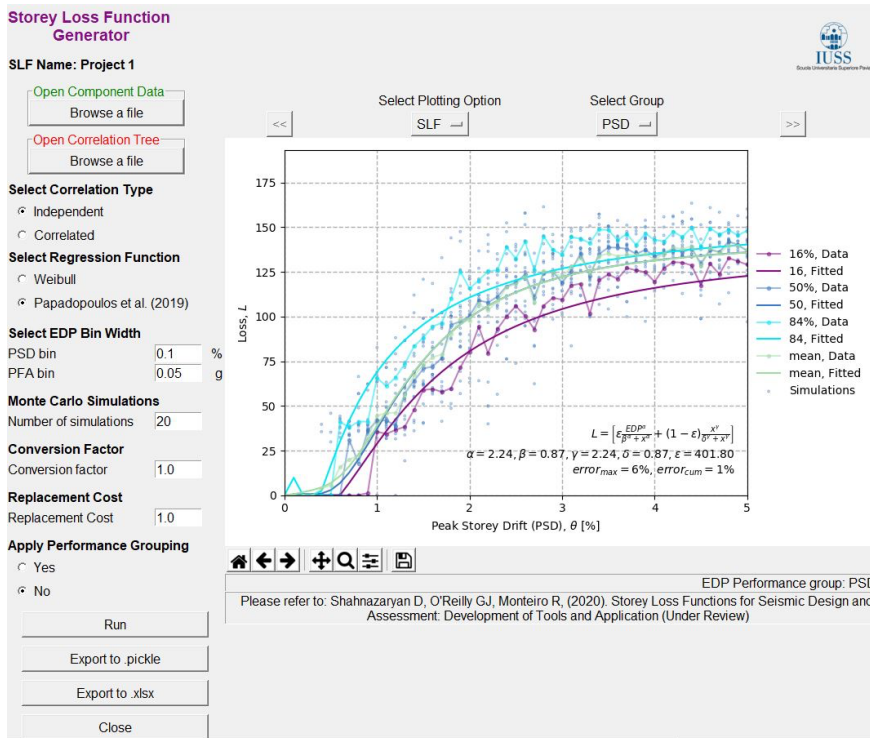 Storey Loss Function
Generator
SLF Name: Project 1
Open Component Data
Browse a file
Open Correlation Tree
Browse a file
Select Correlation Type
Independent
Correlated
Select Regression Function
Weibull
Papadopoulos et al. (2019)
Select EDP Bin Width
PSD bin 0.1 %
PFA bin 0.05 g
Monte Carlo Simulations
Number of simulations 20
Conversion Factor
Conversion factor 1.0
Replacement Cost
Replacement Cost 1.0
Apply Performance Grouping
Yes
No
Run
Export to .pickle
Export to .xlsx
Close
IUSS
Scuola Universitaria Superiore Pavia
Select Plotting Option Select Group
<< SLF PSD >>
175
150
125
100
75
50
25
0
Loss, L
0 1 2 3 4 5
Peak Storey Drift (PSD), θ [%]
L = [ε EDP^α / (β^α + x^α) + (1 − ε) x^γ / (δ^γ + x^γ)]
α = 2.24, β = 0.87, γ = 2.24, δ = 0.87, ε = 401.80
error_max = 6%, error_cum = 1%
16%, Data
16, Fitted
50%, Data
50, Fitted
84%, Data
84, Fitted
mean, Data
mean, Fitted
Simulations
EDP Performance group: PSD
Please refer to: Shahnazaryan D, O'Reilly GJ, Monteiro R, (2020). Storey Loss Functions for Seismic Design and
Assessment: Development of Tools and Application (Under Review)